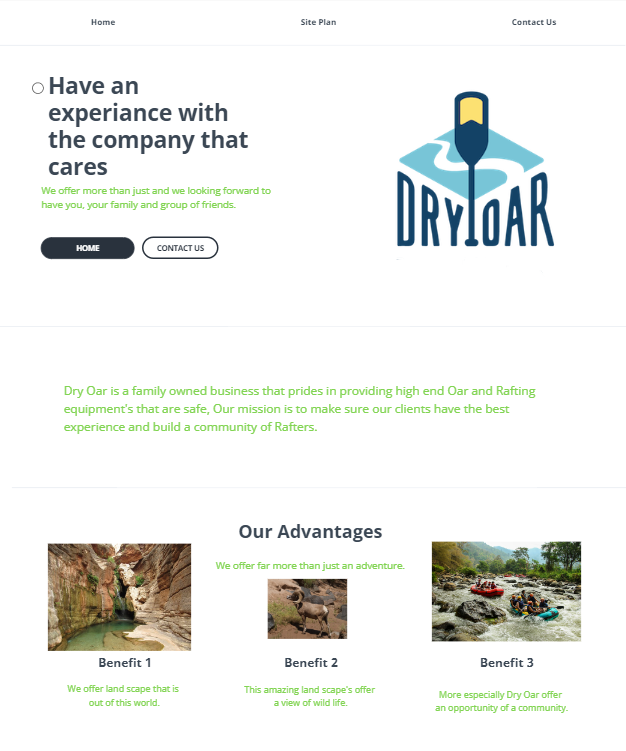 Home
Site Plan
Contact Us
Have an
experiance with
the company that
cares
We offer more than just and we looking forward to
have you, your family and group of friends.
HOME
CONTACT US
DRY OAR
Dry Oar is a family owned business that prides in providing high end Oar and Rafting
equipment's that are safe, Our mission is to make sure our clients have the best
experience and build a community of Rafters.
Our Advantages
We offer far more than just an adventure.
Benefit 1
Benefit 2
Benefit 3
We offer land scape that is
out of this world.
This amazing land scape's offer
a view of wild life.
More especially Dry Oar offer
an opportunity of a community.